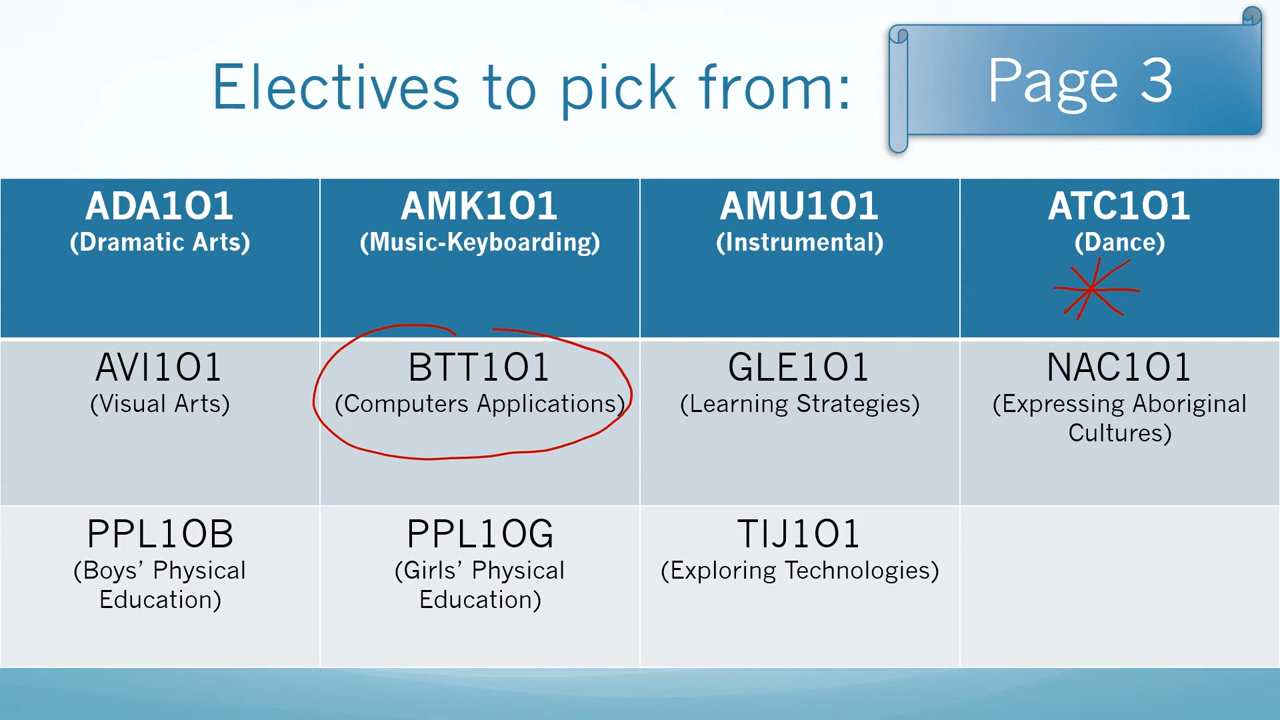 Electives to pick from:
Page 3
ADA1O1
(Dramatic Arts)
AMK1O1
(Music-Keyboarding)
AMU1O1
(Instrumental)
ATC1O1
(Dance)
AVI1O1
(Visual Arts)
BTT1O1
(Computers Applications)
GLE1O1
(Learning Strategies)
NAC1O1
(Expressing Aboriginal
Cultures)
PPL1OB
(Boys’ Physical
Education)
PPL1OG
(Girls’ Physical
Education)
TIJ1O1
(Exploring Technologies)